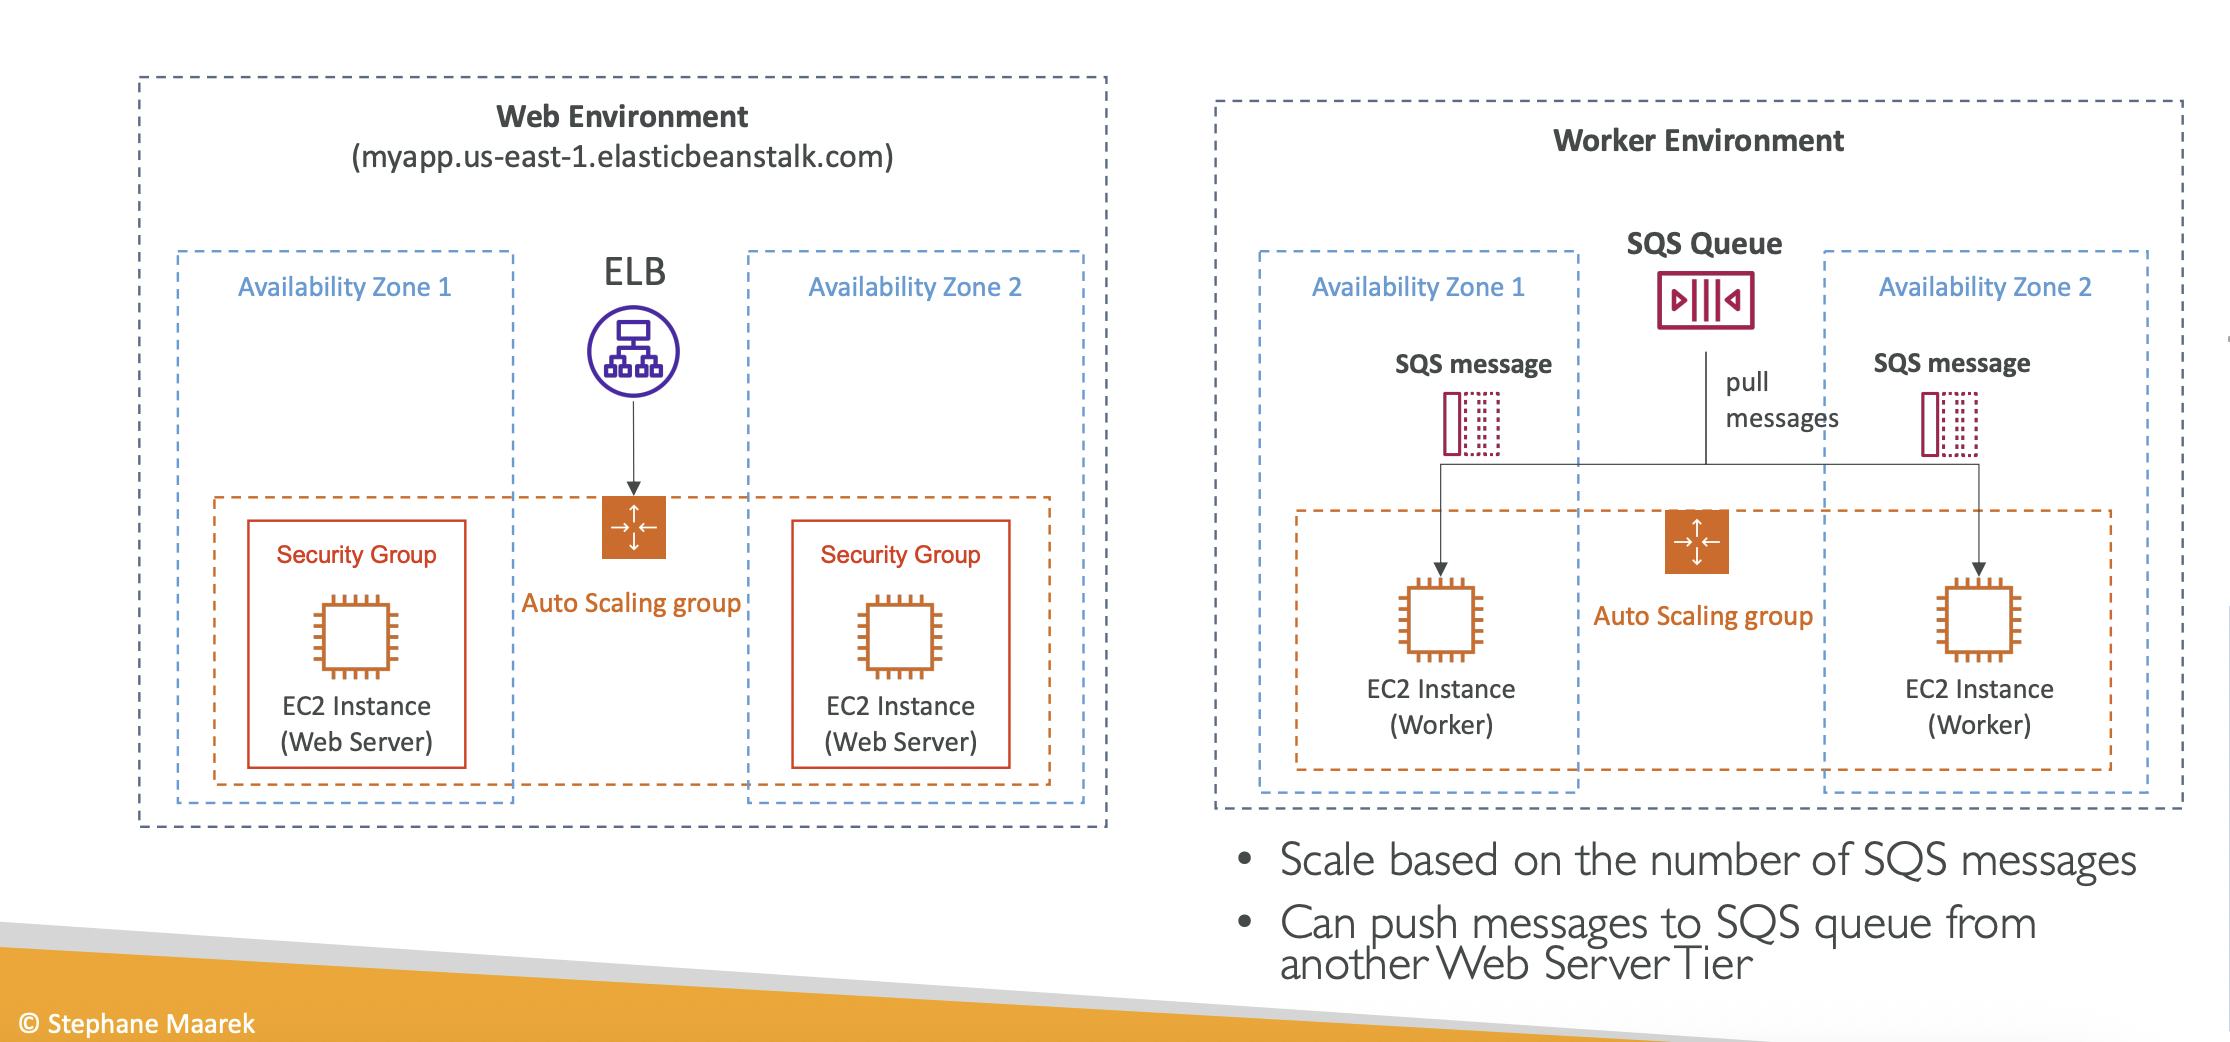 Web Environment
(myapp.us-east-1.elasticbeanstalk.com)
Availability Zone 1
ELB
Availability Zone 2
Security Group
Auto Scaling group
Security Group
EC2 Instance
(Web Server)
EC2 Instance
(Web Server)
Worker Environment
SQS Queue
Availability Zone 1
Availability Zone 2
SQS message
pull
messages
SQS message
Auto Scaling group
EC2 Instance
(Worker)
EC2 Instance
(Worker)
• Scale based on the number of SQS messages
• Can push messages to SQS queue from
another Web Server Tier
© Stephane Maarek